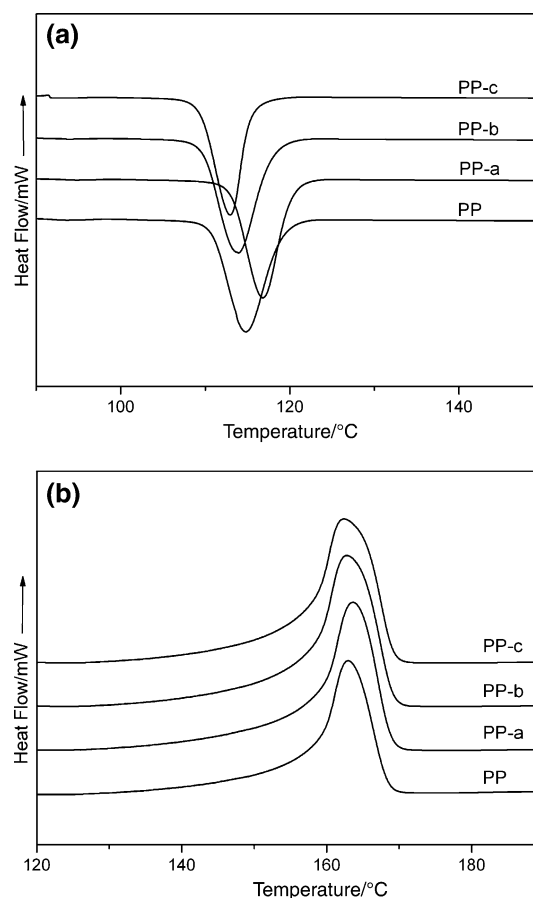 (a)
PP-c
PP-b
PP-a
PP
Heat Flow/mW
100 120 140
Temperature/°C
(b)
PP-c
PP-b
PP-a
PP
Heat Flow/mW
120 140 160 180
Temperature/°C